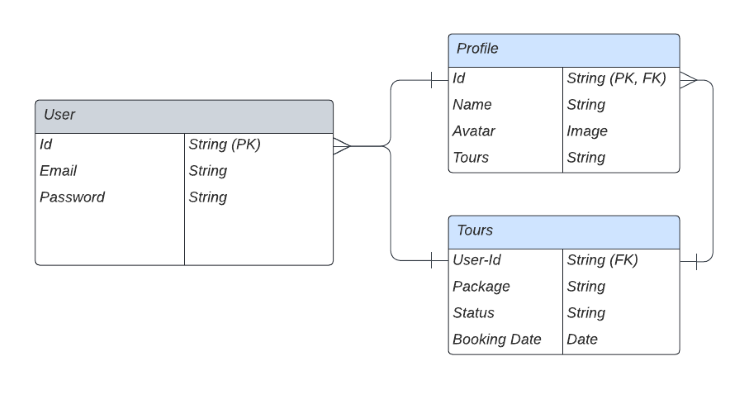 Profile
Id String (PK, FK)
Name String
Avatar Image
Tours String
User
Id String (PK)
Email String
Password String
Tours
User-Id String (FK)
Package String
Status String
Booking Date Date